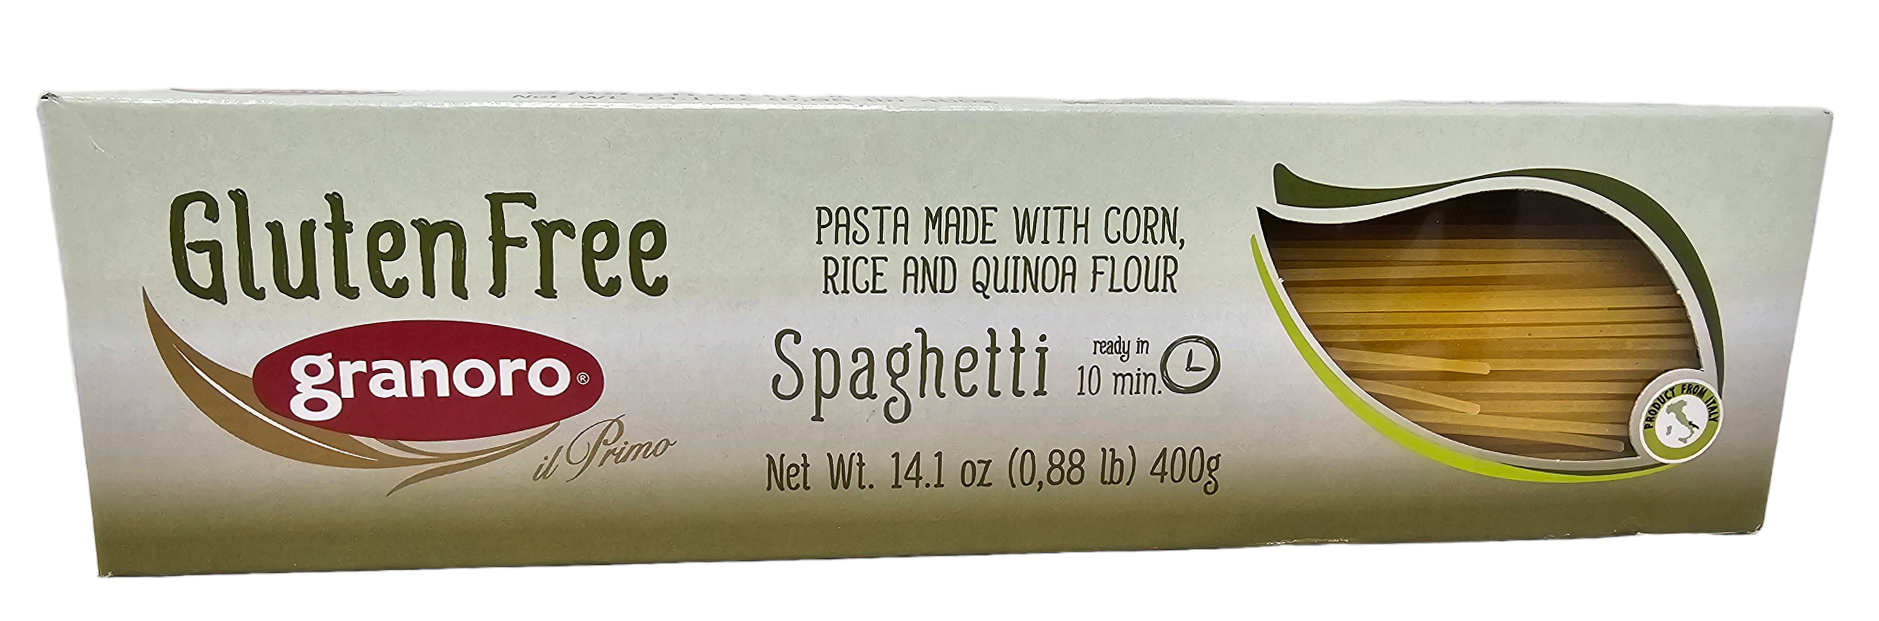 Gluten Free
granoro®
il Primo
PASTA MADE WITH CORN,
RICE AND QUINOA FLOUR
Spaghetti
ready in
10 min.
Net Wt. 14.1 oz (0,88 lb) 400g
PRODUCT FROM ITALY